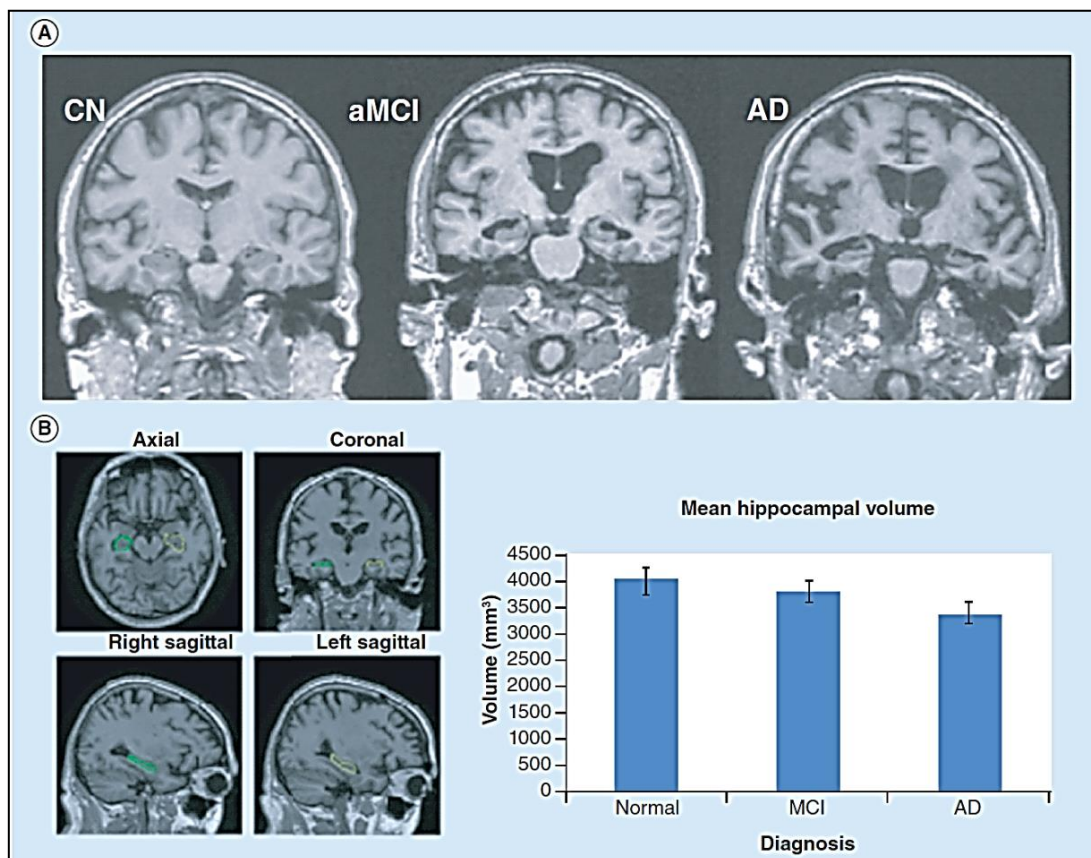 A
CN
aMCI
AD
B
Axial
Coronal
Right sagittal
Left sagittal
Mean hippocampal volume
Volume (mm³)
4500
4000
3500
3000
2500
2000
1500
1000
500
0
Normal
MCI
AD
Diagnosis